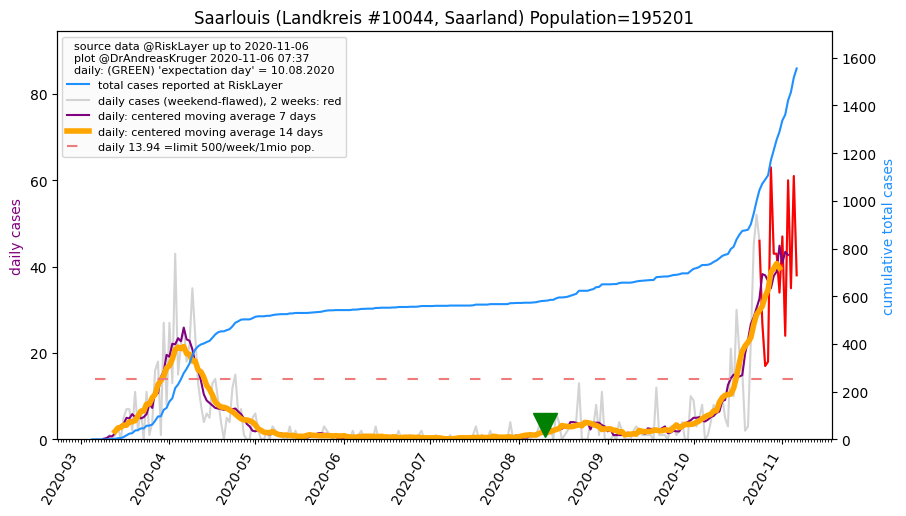 Saarlouis (Landkreis #10044, Saarland) Population=195201
source data @RiskLayer up to 2020-11-06
plot @DrAndreasKruger 2020-11-06 07:37
daily: (GREEN) 'expectation day' = 10.08.2020
total cases reported at RiskLayer
daily cases (weekend-flawed), 2 weeks: red
daily: centered moving average 7 days
daily: centered moving average 14 days
daily 13.94 =limit 500/week/1mio pop.
daily cases
80
60
40
20
0
cumulative total cases
1600
1400
1200
1000
800
600
400
200
0
2020-03
2020-04
2020-05
2020-06
2020-07
2020-08
2020-09
2020-10
2020-11